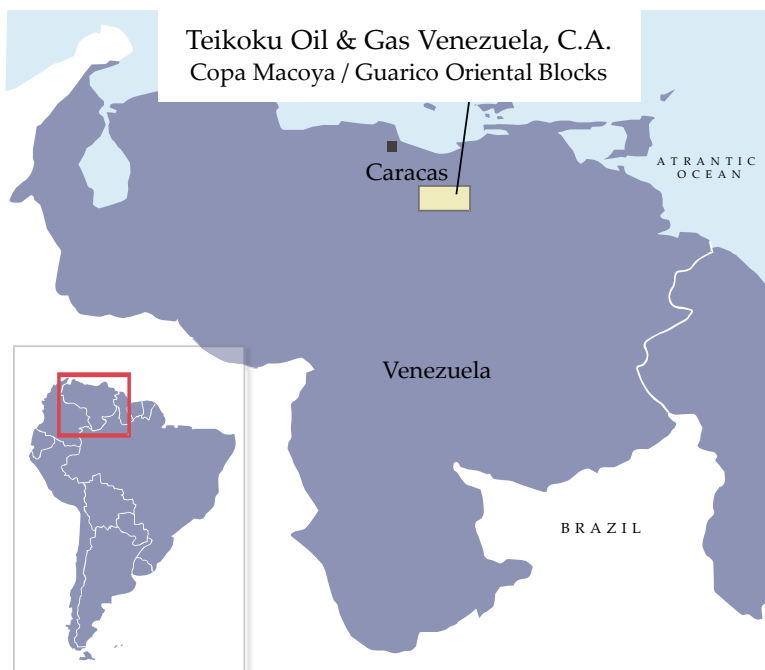 Teikoku Oil & Gas Venezuela, C.A.
Copa Macoya / Guarico Oriental Blocks
ATRANTIC
OCEAN
Caracas
Venezuela
BRAZIL